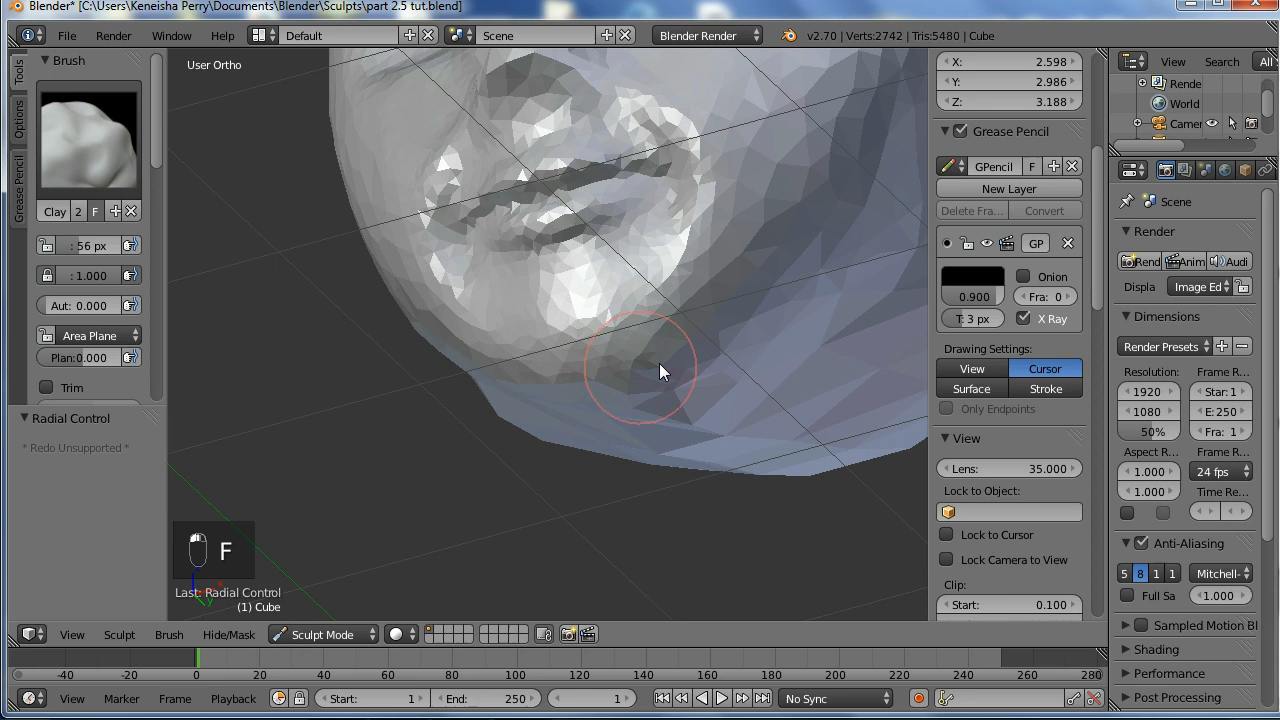 Blender* [C:\Users\Keneisha Perry\Documents\Blender\Sculpts\part 2.5 tut.blend]
File Render Window Help Default Scene Blender Render v2.70 | Verts:2742 | Tri:5480 | Cube
Tools
Options
Grease Pencil
Brush
Clay 2 F
: 56 px
: 1.000
Aut: 0.000
Area Plane
Plan: 0.000
Trim
Radial Control
* Redo Unsupported *
User Ortho
F
Last: Radial Control
(1) Cube
X: 2.598
Y: 2.986
Z: 3.188
Grease Pencil
GPencil F
New Layer
Delete Fra... Convert
GP
Onion
0.900 Fra: 0
T: 3 px X Ray
Drawing Settings:
View Cursor
Surface Stroke
Only Endpoints
View
Lens: 35.000
Lock to Object:
Lock to Cursor
Lock Camera to View
Clip:
Start: 0.100
View Search All
Rende
World
Camer
Scene
Render
Rend Anim Audi
Displa Image Ed
Dimensions
Render Presets
Resolution: Frame R...
1920 Star: 1
1080 E: 250
50% Fra: 1
Aspect R... Frame R...
1.000 24 fps
1.000 Time Re...
Anti-Aliasing
5 8 1 1 Mitchell-
Full Sa 1.000
Sampled Motion Bl
Shading
Performance
Post Processing
View Sculpt Brush Hide/Mask Sculpt Mode
-40 -20 0 20 40 60 80 100 120 140 160 180 200 220 240 260 280
View Marker Frame Playback Start: 1 End: 250 1 No Sync